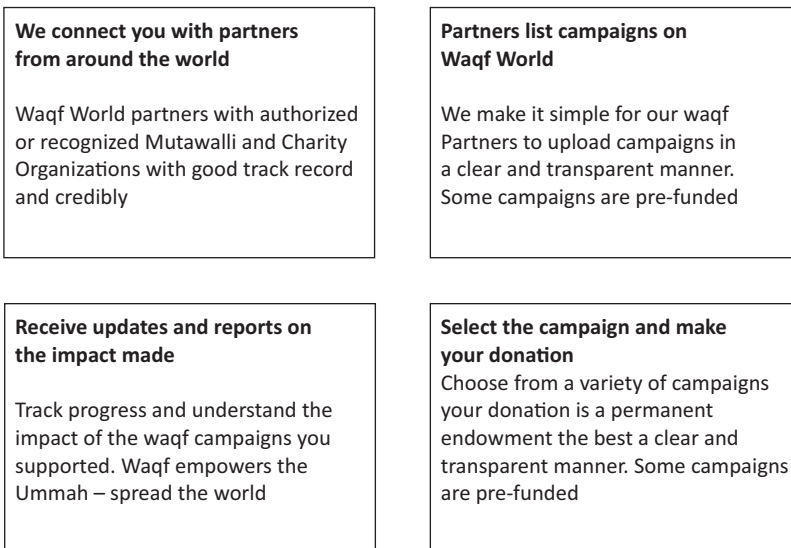 We connect you with partners
from around the world
Waqf World partners with authorized
or recognized Mutawalli and Charity
Organizations with good track record
and credibly
Partners list campaigns on
Waqf World
We make it simple for our waqf
Partners to upload campaigns in
a clear and transparent manner.
Some campaigns are pre-funded
Receive updates and reports on
the impact made
Track progress and understand the
impact of the waqf campaigns you
supported. Waqf empowers the
Ummah – spread the world
Select the campaign and make
your donation
Choose from a variety of campaigns
your donation is a permanent
endowment the best a clear and
transparent manner. Some campaigns
are pre-funded